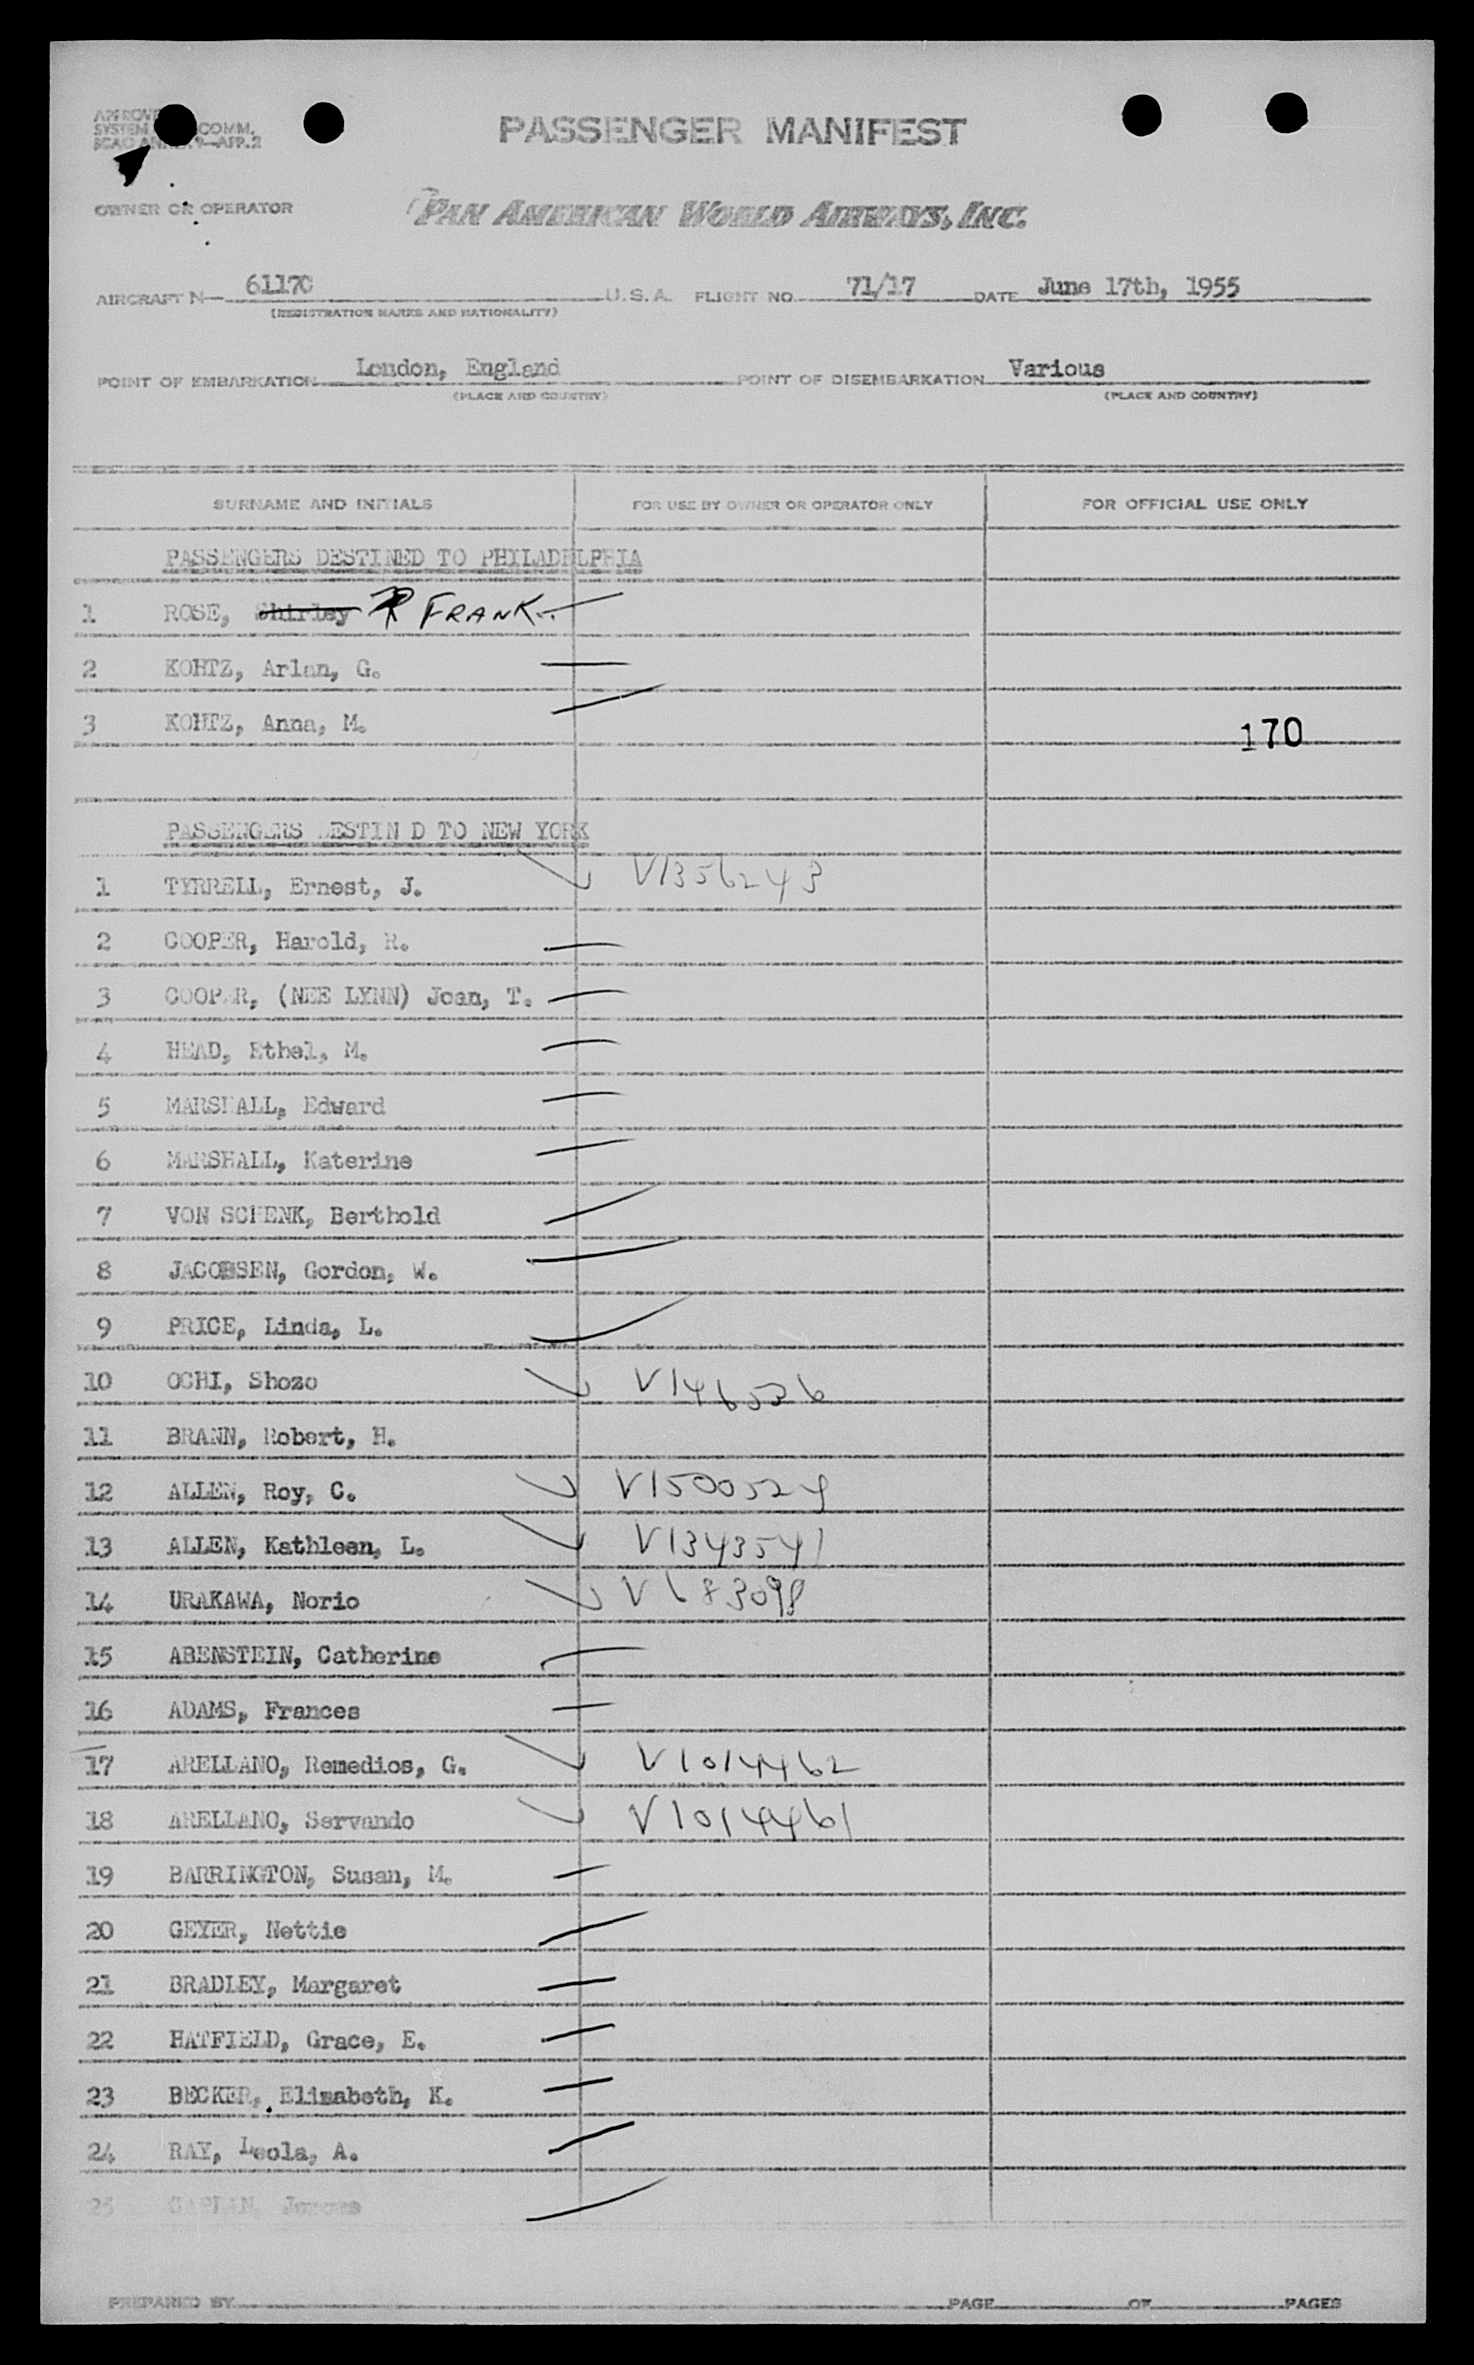 PASSENGER MANIFEST
SYSTEM COMM.
APP.2
OWNER OR OPERATOR PAN AMERICAN WORLD AIRWAYS, INC.
AIRCRAFT N— 61170 U.S.A. FLIGHT NO. 71/17 DATE June 17th, 1955
(REGISTRATION MARKS AND NATIONALITY)
POINT OF EMBARKATION London, England POINT OF DISEMBARKATION Various
(PLACE AND COUNTRY) (PLACE AND COUNTRY)
SURNAME AND INITIALS FOR USE BY OWNER OR OPERATOR ONLY FOR OFFICIAL USE ONLY
PASSENGERS DESTINED TO PHILADELPHIA
1 ROSE, Shirley FRANK
2 KOHTZ, Arlan, G.
3 KOHTZ, Anna, M.
170
PASSENGERS DESTIN D TO NEW YORK
1 TYRRELL, Ernest, J. V1356243
2 COOPER, Harold, R.
3 COOPER, (NEE LYNN) Joan, T.
4 HEAD, Ethel, M.
5 MARSHALL, Edward
6 MARSHALL, Katerine
7 VON SCHENK, Berthold
8 JACOBSEN, Gordon, W.
9 PRICE, Linda, L.
10 OCHI, Shozo V146536
11 BRANN, Robert, H.
12 ALLEN, Roy, C. V1500524
13 ALLEN, Kathleen, L. V1343541
14 URAKAWA, Norio V683098
15 ABENSTEIN, Catherine
16 ADAMS, Frances
17 ARELLANO, Remedios, G. V1014462
18 ARELLANO, Servando V1014461
19 BARRINGTON, Susan, M.
20 GEYER, Nettie
21 BRADLEY, Margaret
22 HATFIELD, Grace, E.
23 BECKER, Elizabeth, K.
24 RAY, Leola, A.
25 CAPLAN,
PREPARED BY PAGE OF PAGES